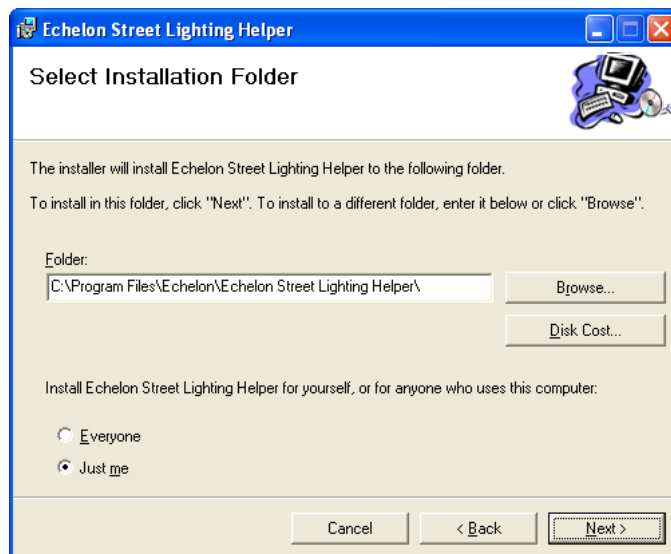 Echelon Street Lighting Helper
Select Installation Folder
The installer will install Echelon Street Lighting Helper to the following folder.
To install in this folder, click "Next". To install to a different folder, enter it below or click "Browse".
Folder:
C:\Program Files\Echelon\Echelon Street Lighting Helper\
Browse...
Disk Cost...
Install Echelon Street Lighting Helper for yourself, or for anyone who uses this computer:
Everyone
Just me
Cancel
< Back
Next >